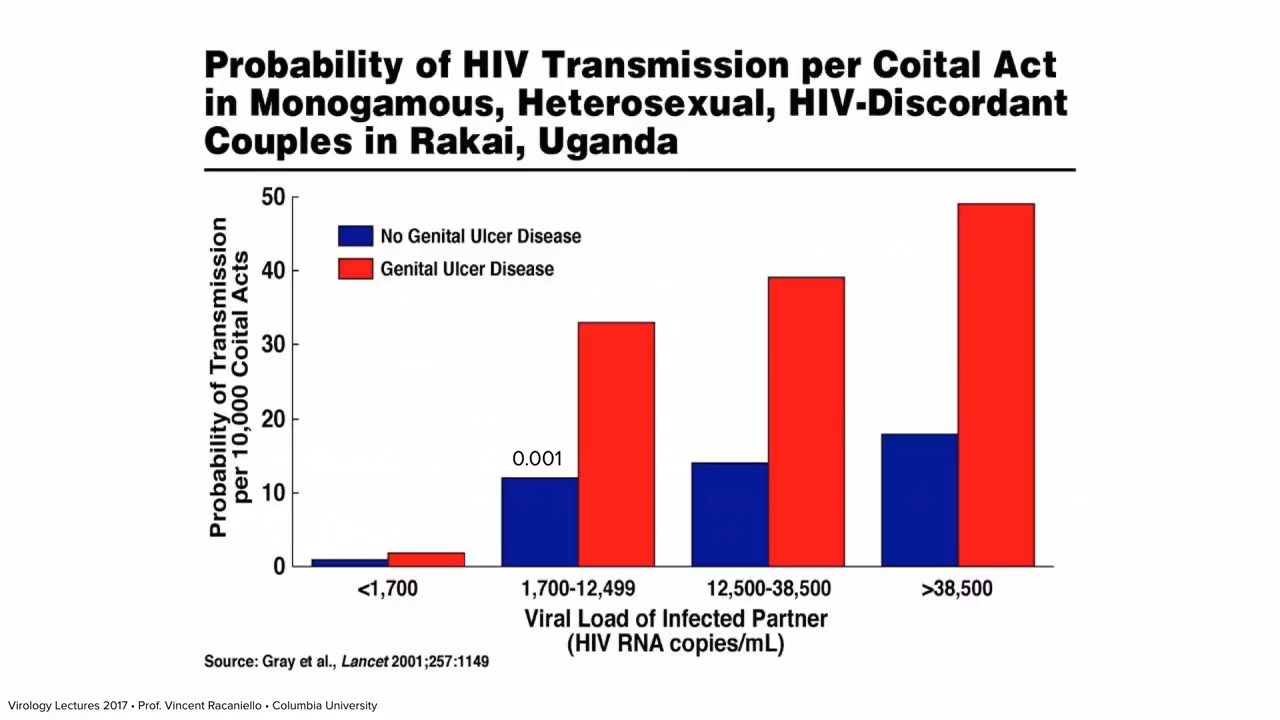 Probability of HIV Transmission per Coital Act
in Monogamous, Heterosexual, HIV-Discordant
Couples in Rakai, Uganda
Probability of Transmission
per 10,000 Coital Acts
50
40
30
20
10
0
No Genital Ulcer Disease
Genital Ulcer Disease
0.001
<1,700
1,700-12,499
12,500-38,500
>38,500
Viral Load of Infected Partner
(HIV RNA copies/mL)
Source: Gray et al., Lancet 2001;257:1149
Virology Lectures 2017 • Prof. Vincent Racaniello • Columbia University